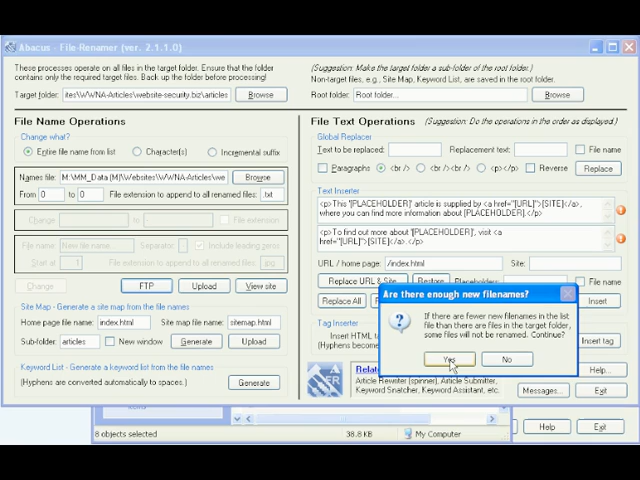 Abacus - File-Renamer (ver. 2.1.1.0)
These processes operate on all files in the target folder. Ensure that the folder
contains only the required target files. Back up the folder before processing!
(Suggestion: Make the target folder a sub-folder of the root folder.)
Non-target files, e.g., Site Map, Keyword List, are saved in the root folder.
Target folder: ites\WWNA-Articles\website-security.biz\articles Browse
Root folder: Root folder... Browse
File Name Operations
Change what?
Entire file name from list Character(s) Incremental suffix
Names file: M:\MM_Data (M)\Websites\WWNA-Articles\we Browse
From 0 to 0 File extension to append to all renamed files: .txt
Change to File extension
File name: New file name... Separator: Include leading zeros
Start at: 1 File extension to append to all renamed files: .jpg
Change FTP Upload View site
Site Map - Generate a site map from the file names
Home page file name: index.html Site map file name: sitemap.html
Sub-folder: articles New window Generate Upload
Keyword List - Generate a keyword list from the file names
(Hyphens are converted automatically to spaces.) Generate
File Text Operations (Suggestion: Do the operations in the order as displayed.)
Global Replacer
Text to be replaced: Replacement text: File name
Paragraphs <br /> <br /><br /> <p></p> Reverse Replace
Text Inserter
<p>This '[PLACEHOLDER]' article is supplied by <a href="[URL]">[SITE]</a>,
where you can find more information about [PLACEHOLDER].</p>
<p>To find out more about '[PLACEHOLDER]', visit <a
href="[URL]">[SITE]</a>.</p>
URL / home page: /index.html Site:
Replace URL & Site Restore Placeholders: File name
Replace All Insert
Tag Inserter
Insert HTML t
(Hyphens becom
Insert tag
Relate
Article Rewriter (spinner), Article Submitter,
Keyword Snatcher, Keyword Assistant, etc.
Help...
Messages... Exit
Are there enough new filenames?
If there are fewer new filenames in the list
file than there are files in the target folder,
some files will not be renamed. Continue?
Yes No
8 objects selected 38.8 KB My Computer
Help Exit